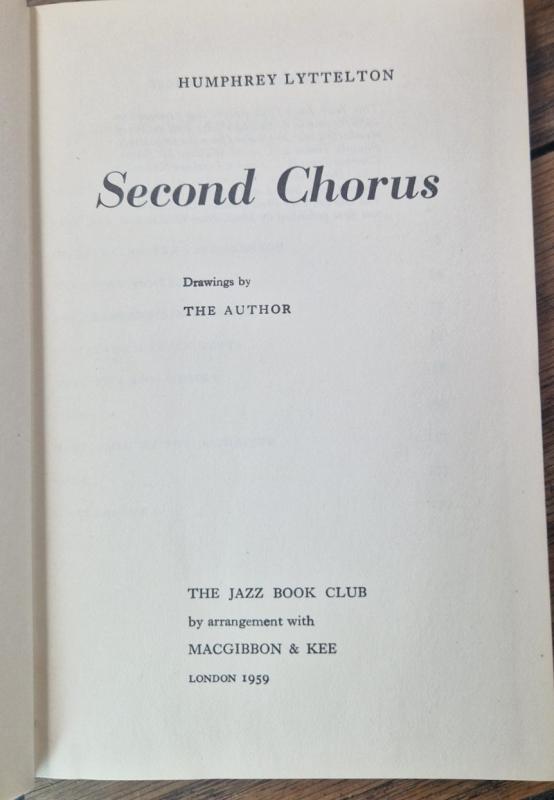 HUMPHREY LYTTELTON
Second Chorus
Drawings by
THE AUTHOR
THE JAZZ BOOK CLUB
by arrangement with
MACGIBBON & KEE
LONDON 1959